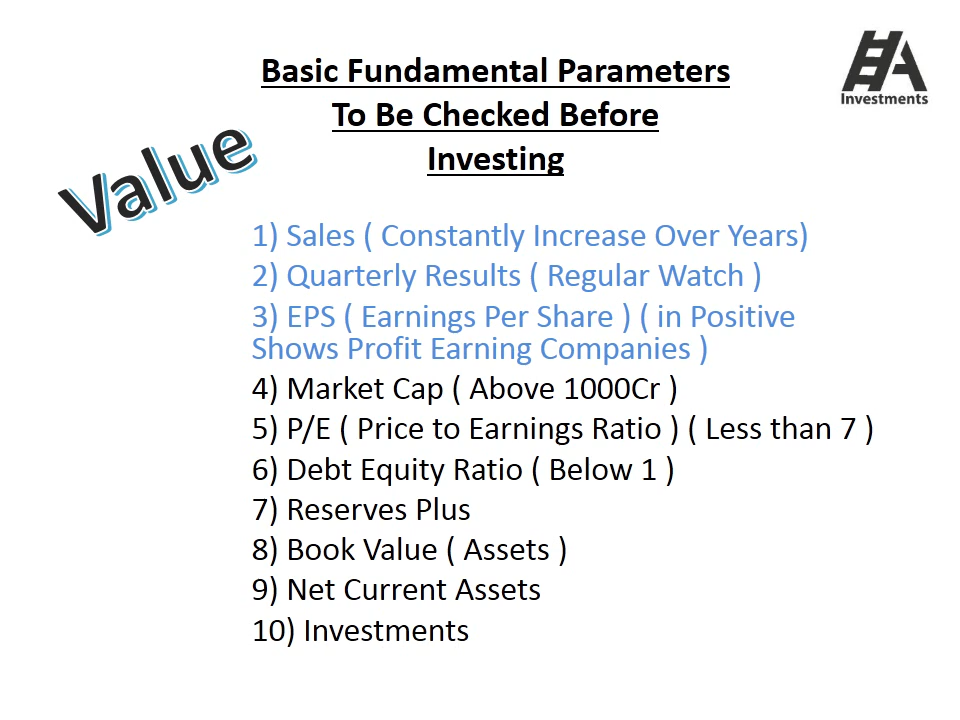 Basic Fundamental Parameters
To Be Checked Before
Investing
HA
Investments
Value
1) Sales ( Constantly Increase Over Years)
2) Quarterly Results ( Regular Watch )
3) EPS ( Earnings Per Share ) ( in Positive
Shows Profit Earning Companies )
4) Market Cap ( Above 1000Cr )
5) P/E ( Price to Earnings Ratio ) ( Less than 7 )
6) Debt Equity Ratio ( Below 1 )
7) Reserves Plus
8) Book Value ( Assets )
9) Net Current Assets
10) Investments